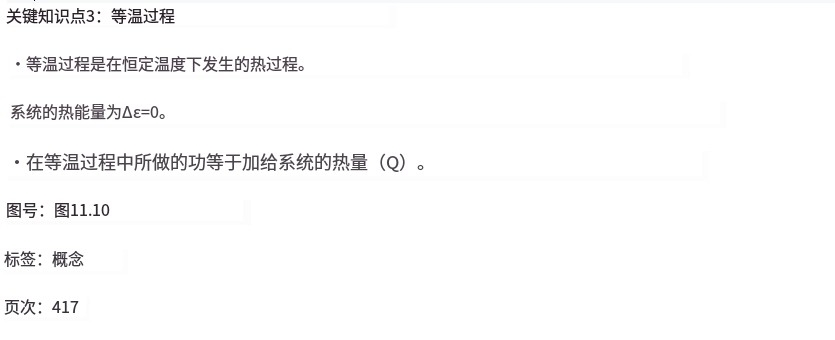 关键知识点3：等温过程
・等温过程是在恒定温度下发生的热过程。
系统的热能量为Δε=0。
・在等温过程中所做的功等于加给系统的热量（Q）。
图号：图11.10
标签：概念
页次：417